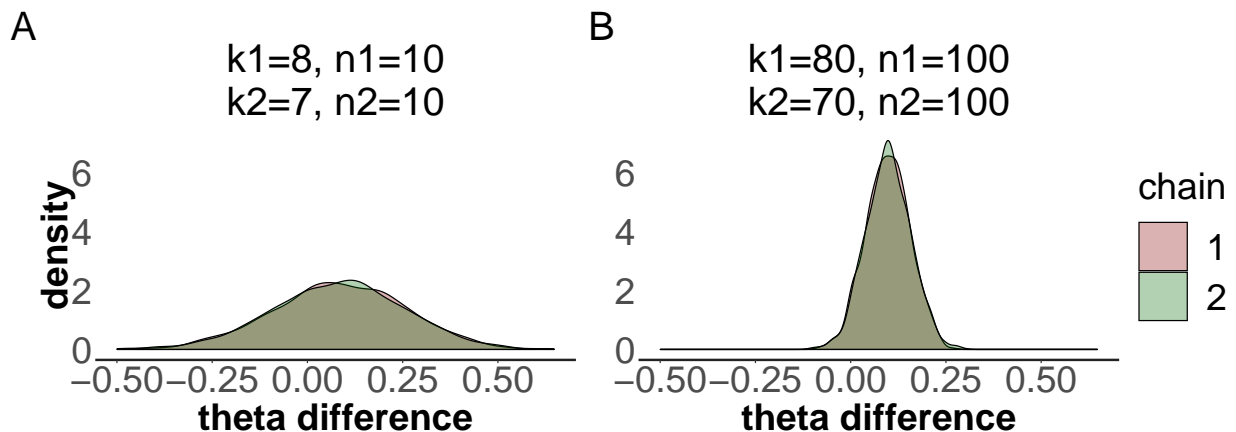 A
k1=8, n1=10
k2=7, n2=10
density
6
4
2
0
−0.50 −0.25 0.00 0.25 0.50
theta difference
B
k1=80, n1=100
k2=70, n2=100
6
4
2
0
−0.50 −0.25 0.00 0.25 0.50
theta difference
chain
1
2